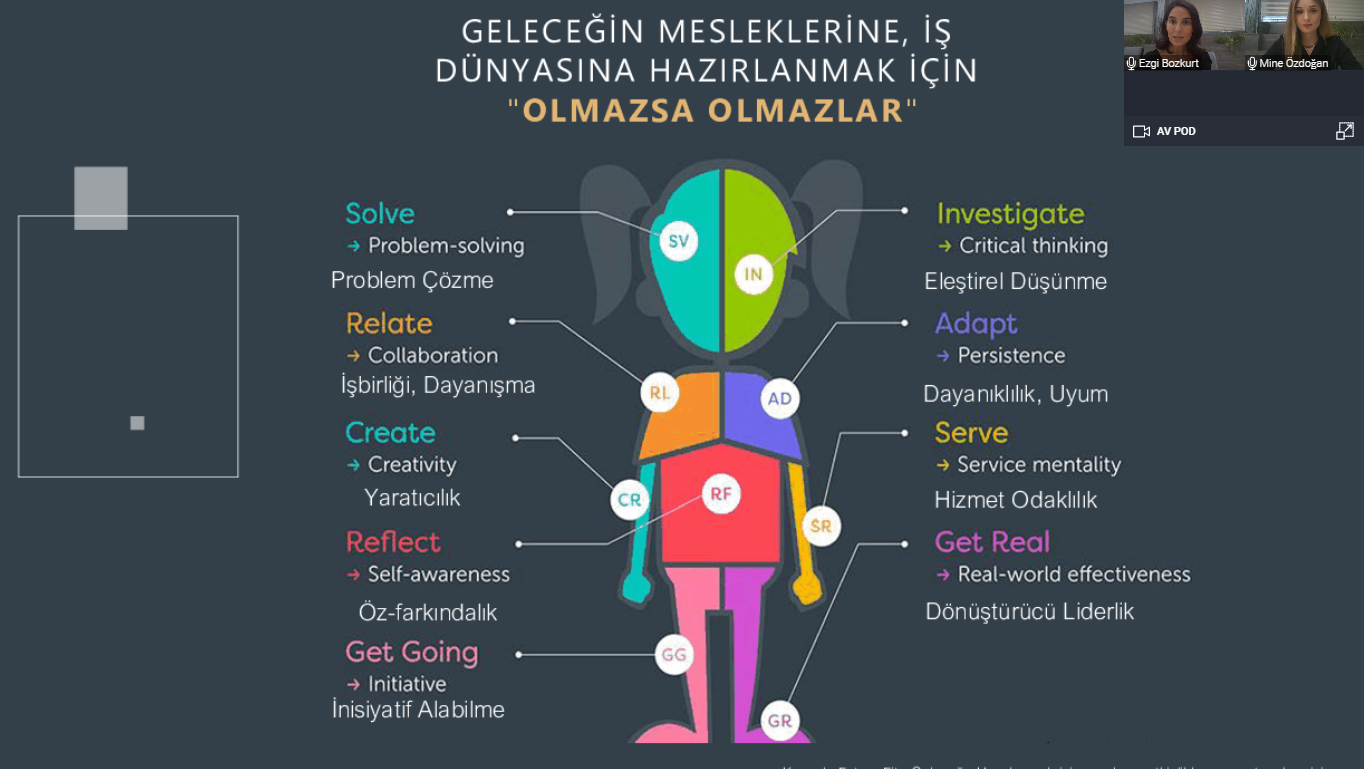 GELECEĞİN MESLEKLERİNE, İŞ
DÜNYASINA HAZIRLANMAK İÇİN
"OLMAZSA OLMAZLAR"
Ezgi Bozkurt
Mine Özdoğan
AV POD
Solve
→ Problem-solving
Problem Çözme
Relate
→ Collaboration
İşbirliği, Dayanışma
Create
→ Creativity
Yaratıcılık
Reflect
→ Self-awareness
Öz-farkındalık
Get Going
→ Initiative
İnisiyatif Alabilme
SV
IN
RL
AD
CR
RF
SR
GG
GR
Investigate
→ Critical thinking
Eleştirel Düşünme
Adapt
→ Persistence
Dayanıklılık, Uyum
Serve
→ Service mentality
Hizmet Odaklılık
Get Real
→ Real-world effectiveness
Dönüştürücü Liderlik